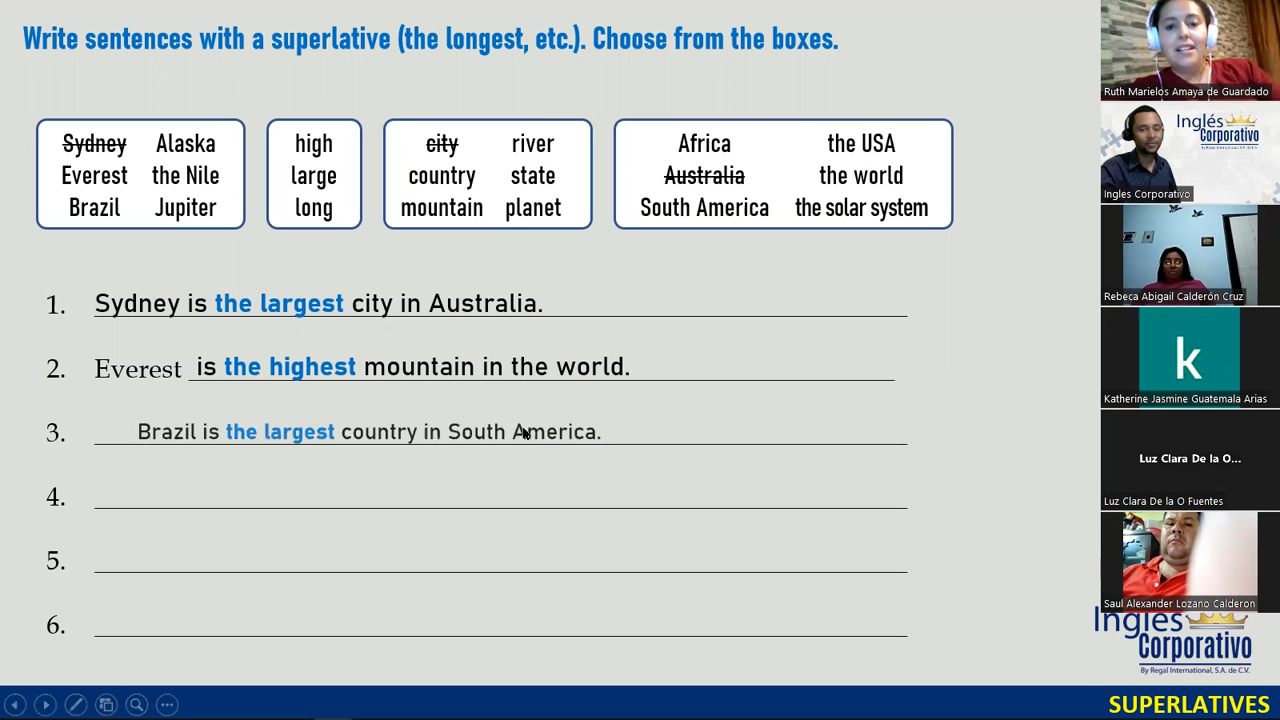 Write sentences with a superlative (the longest, etc.). Choose from the boxes.
Sydney Alaska
Everest the Nile
Brazil Jupiter
high
large
long
city river
country state
mountain planet
Africa the USA
Australia the world
South America the solar system
1. Sydney is the largest city in Australia.
2. Everest is the highest mountain in the world.
3. Brazil is the largest country in South America.
4.
5.
6.
Ruth Marielos Amaya de Guardado
Inglés
Corporativo
By Regal International, S.A. de C.V.
Ingles Corporativo
Rebeca Abigail Calderón Cruz
k
Katherine Jasmine Guatemala Arias
Luz Clara De la O...
Luz Clara De la O Fuentes
Saul Alexander Lozano Calderon
Inglés
Corporativo
By Regal International, S.A. de C.V.
SUPERLATIVES